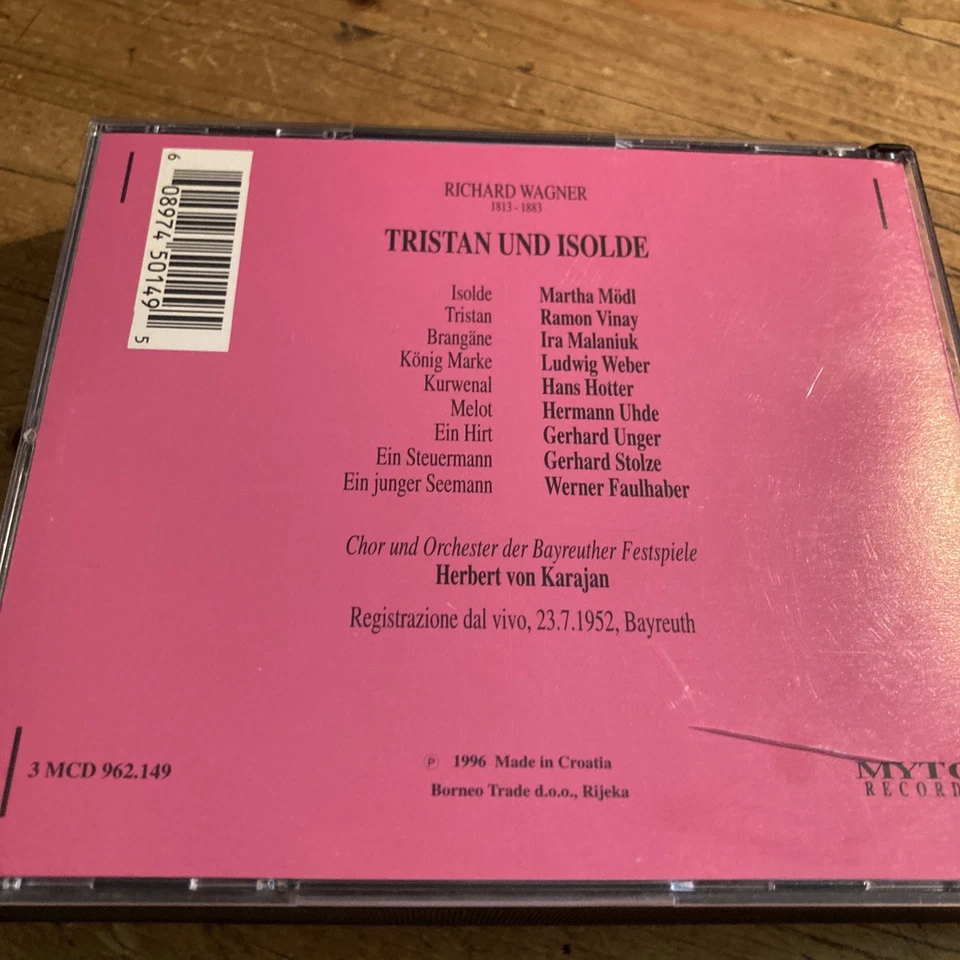 6 08974 50149 5
RICHARD WAGNER
1813 - 1883
TRISTAN UND ISOLDE
Isolde Martha Mödl
Tristan Ramon Vinay
Brangäne Ira Malaniuk
König Marke Ludwig Weber
Kurwenal Hans Hotter
Melot Hermann Uhde
Ein Hirt Gerhard Unger
Ein Steuermann Gerhard Stolze
Ein junger Seemann Werner Faulhaber
Chor und Orchester der Bayreuther Festspiele
Herbert von Karajan
Registrazione dal vivo, 23.7.1952, Bayreuth
3 MCD 962.149
℗ 1996 Made in Croatia
Borneo Trade d.o.o., Rijeka
MYTO
RECORD